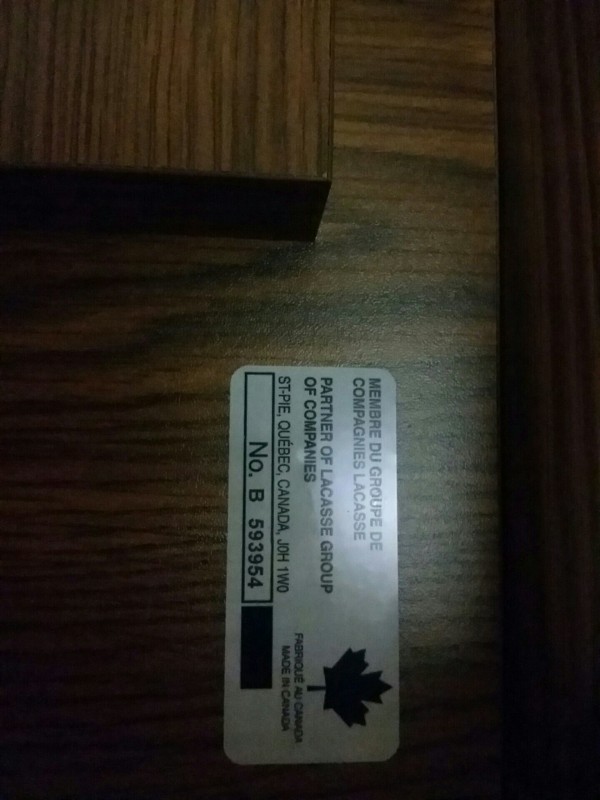 MEMBRE DU GROUPE DE
COMPAGNIES LACASSE
PARTNER OF LACASSE GROUP
OF COMPANIES
ST-PIE, QUÉBEC, CANADA, J0H 1W0
No. B 593954
FABRIQUÉ AU CANADA
MADE IN CANADA